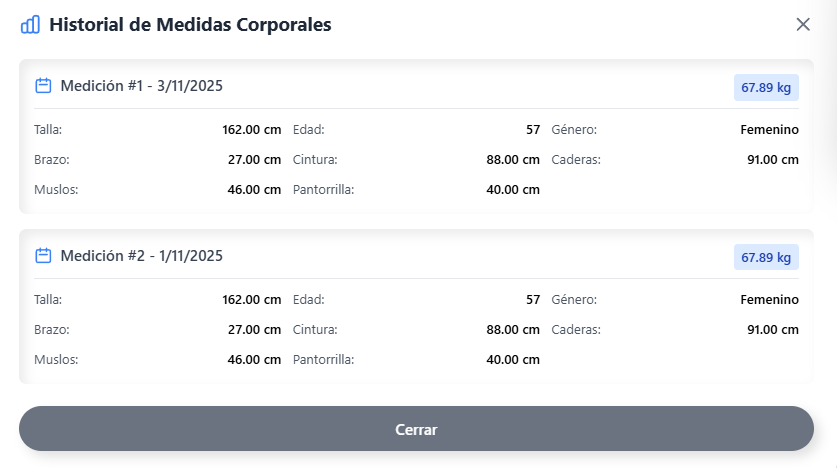 Historial de Medidas Corporales
Medición #1 - 3/11/2025 67.89 kg
Talla: 162.00 cm Edad: 57 Género: Femenino
Brazo: 27.00 cm Cintura: 88.00 cm Caderas: 91.00 cm
Muslos: 46.00 cm Pantorrilla: 40.00 cm
Medición #2 - 1/11/2025 67.89 kg
Talla: 162.00 cm Edad: 57 Género: Femenino
Brazo: 27.00 cm Cintura: 88.00 cm Caderas: 91.00 cm
Muslos: 46.00 cm Pantorrilla: 40.00 cm
Cerrar